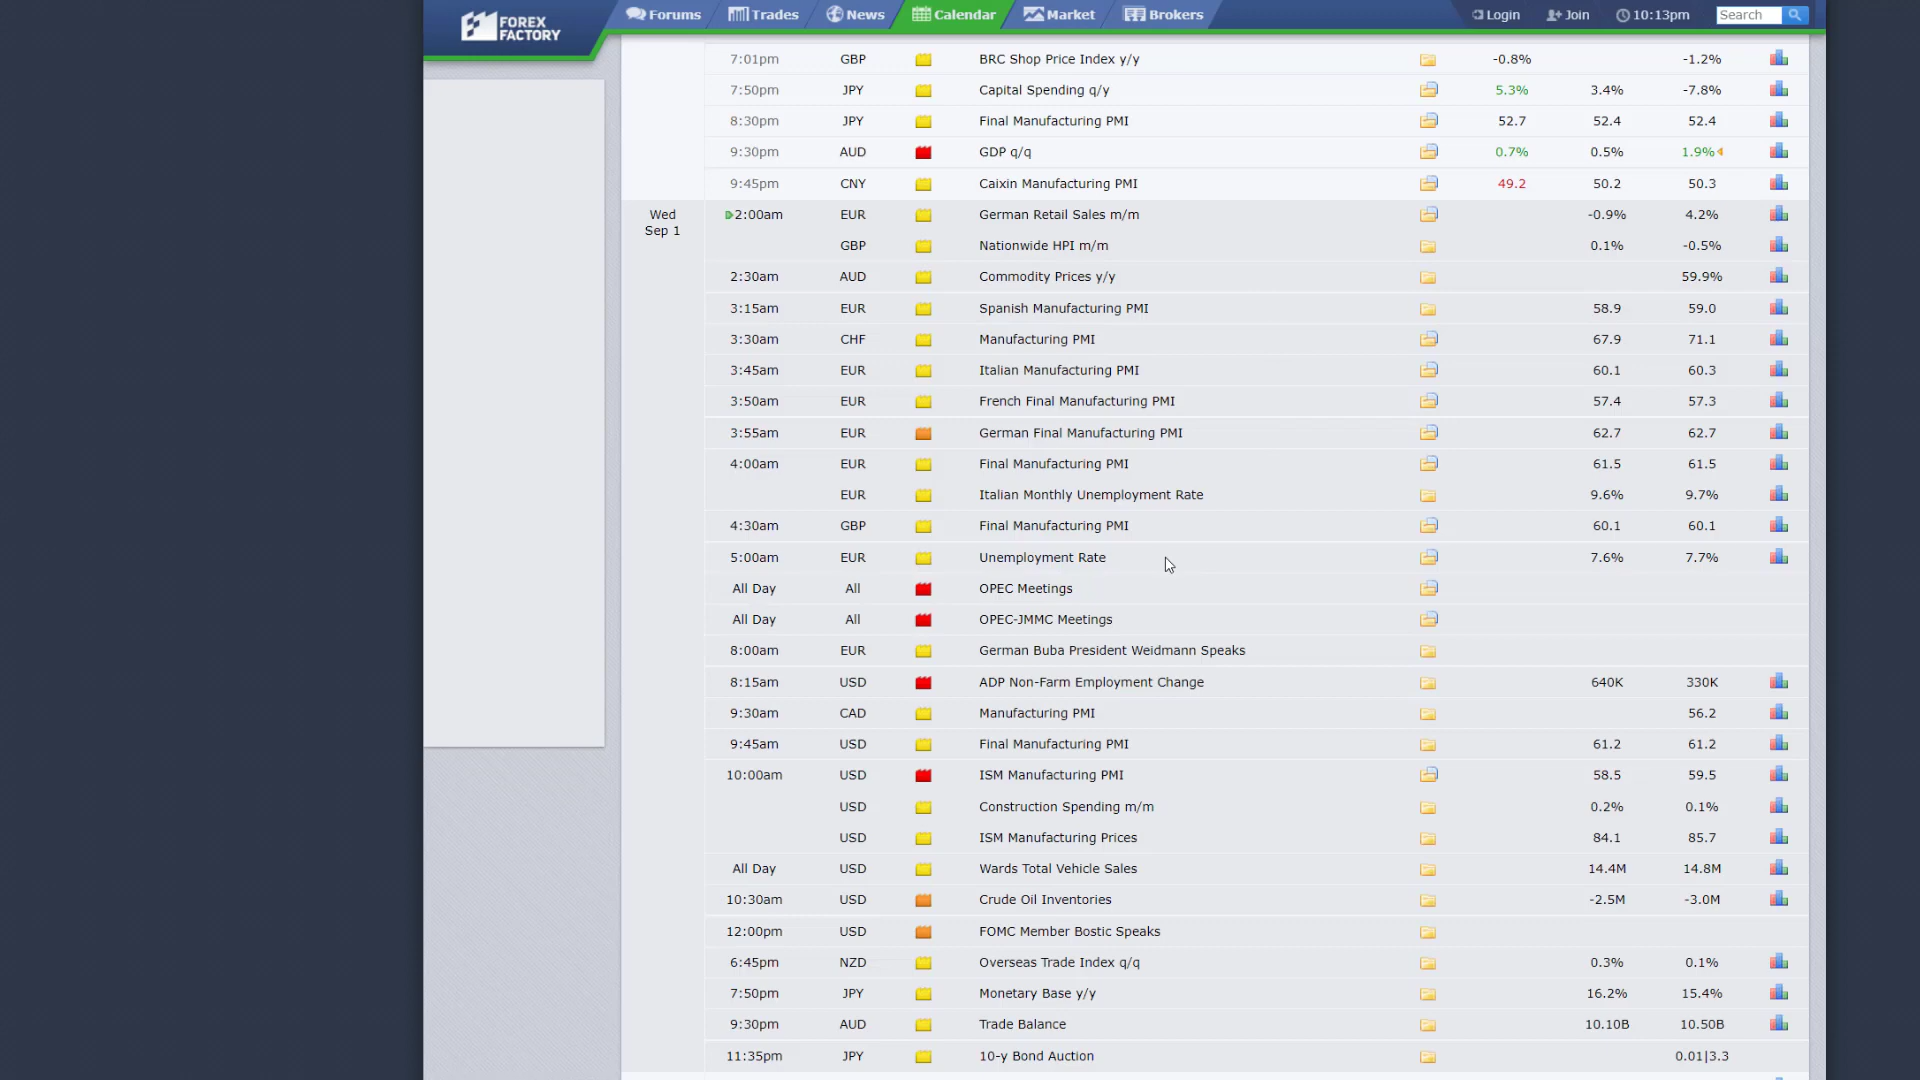 FOREX FACTORY
Forums Trades News Calendar Market Brokers Login Join 10:13pm Search
7:01pm GBP BRC Shop Price Index y/y -0.8% -1.2%
7:50pm JPY Capital Spending q/y 5.3% 3.4% -7.8%
8:30pm JPY Final Manufacturing PMI 52.7 52.4 52.4
9:30pm AUD GDP q/q 0.7% 0.5% 1.9%
9:45pm CNY Caixin Manufacturing PMI 49.2 50.2 50.3
Wed Sep 1 2:00am EUR German Retail Sales m/m -0.9% 4.2%
GBP Nationwide HPI m/m 0.1% -0.5%
2:30am AUD Commodity Prices y/y 59.9%
3:15am EUR Spanish Manufacturing PMI 58.9 59.0
3:30am CHF Manufacturing PMI 67.9 71.1
3:45am EUR Italian Manufacturing PMI 60.1 60.3
3:50am EUR French Final Manufacturing PMI 57.4 57.3
3:55am EUR German Final Manufacturing PMI 62.7 62.7
4:00am EUR Final Manufacturing PMI 61.5 61.5
EUR Italian Monthly Unemployment Rate 9.6% 9.7%
4:30am GBP Final Manufacturing PMI 60.1 60.1
5:00am EUR Unemployment Rate 7.6% 7.7%
All Day All OPEC Meetings
All Day All OPEC-JMMC Meetings
8:00am EUR German Buba President Weidmann Speaks
8:15am USD ADP Non-Farm Employment Change 640K 330K
9:30am CAD Manufacturing PMI 56.2
9:45am USD Final Manufacturing PMI 61.2 61.2
10:00am USD ISM Manufacturing PMI 58.5 59.5
USD Construction Spending m/m 0.2% 0.1%
USD ISM Manufacturing Prices 84.1 85.7
All Day USD Wards Total Vehicle Sales 14.4M 14.8M
10:30am USD Crude Oil Inventories -2.5M -3.0M
12:00pm USD FOMC Member Bostic Speaks
6:45pm NZD Overseas Trade Index q/q 0.3% 0.1%
7:50pm JPY Monetary Base y/y 16.2% 15.4%
9:30pm AUD Trade Balance 10.10B 10.50B
11:35pm JPY 10-y Bond Auction 0.01|3.3